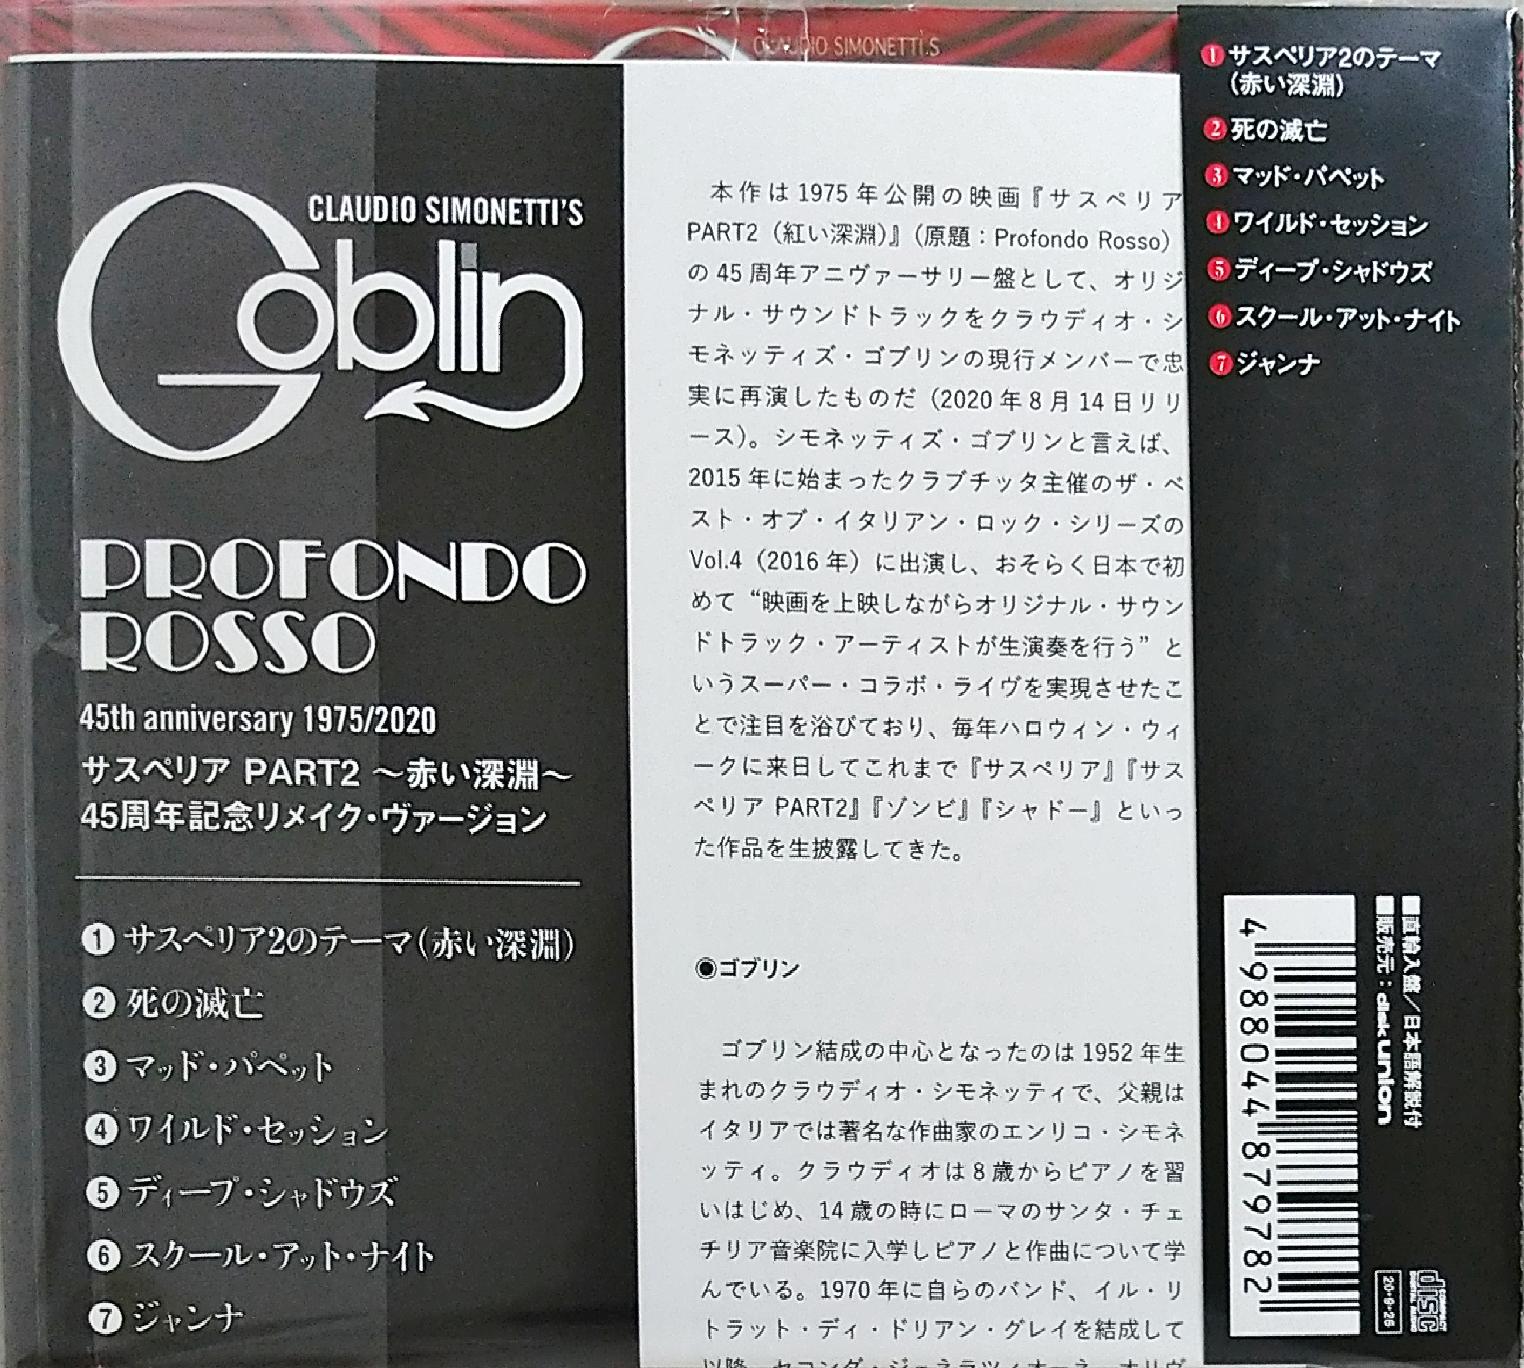 CLAUDIO SIMONETTI'S
CLAUDIO SIMONETTI'S
Goblin
PROFONDO
ROSSO
45th anniversary 1975/2020
サスペリア PART2 〜赤い深淵〜
45周年記念リメイク・ヴァージョン
1 サスペリア2のテーマ(赤い深淵)
2 死の滅亡
3 マッド・パペット
4 ワイルド・セッション
5 ディープ・シャドウズ
6 スクール・アット・ナイト
7 ジャンナ
本作は 1975 年公開の映画『サスペリア
PART2（紅い深淵)』(原題：Profondo Rosso）
の 45 周年アニヴァーサリー盤として、オリジ
ナル・サウンドトラックをクラウディオ・シ
モネッティズ・ゴブリンの現行メンバーで忠
実に再演したものだ（2020 年 8 月 14 日リリ
ース)。シモネッティズ・ゴブリンと言えば、
2015 年に始まったクラブチッタ主催のザ・ベ
スト・オブ・イタリアン・ロック・シリーズの
Vol.4（2016 年）に出演し、おそらく日本で初
めて “映画を上映しながらオリジナル・サウン
ドトラック・アーティストが生演奏を行う” と
いうスーパー・コラボ・ライヴを実現させたこ
とで注目を浴びており、毎年ハロウィン・ウィ
ークに来日してこれまで『サスペリア』『サス
ペリア PART2』『ゾンビ』『シャドー』といっ
た作品を生披露してきた。
◉ゴブリン
ゴブリン結成の中心となったのは 1952 年生
まれのクラウディオ・シモネッティで、父親は
イタリアでは著名な作曲家のエンリコ・シモネ
ッティ。クラウディオは 8 歳からピアノを習
いはじめ、14 歳の時にローマのサンタ・チェ
チリア音楽院に入学しピアノと作曲について学
んでいる。1970 年に自らのバンド、イル・リ
トラット・ディ・ドリアン・グレイを結成して
1 サスペリア2のテーマ
(赤い深淵)
2 死の滅亡
3 マッド・パペット
4 ワイルド・セッション
5 ディープ・シャドウズ
6 スクール・アット・ナイト
7 ジャンナ
■直輸入盤／日本語解説付
■販売元：disk union
4 988044 879782
COMPACT disc DIGITAL AUDIO
20・9・26